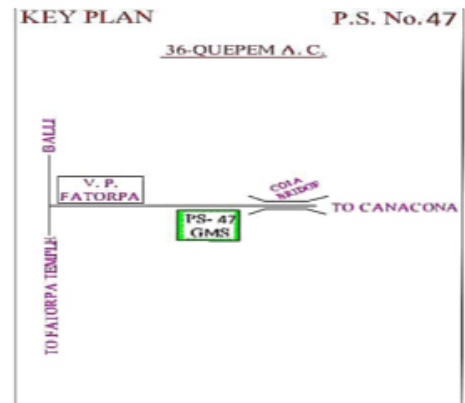 KEY PLAN
P.S. No. 47
36-QUEPEM A. C.
BALLI
V. P.
FATORPA
TO CANACONA
PS- 47
GMS
TO FATORPA TEMPLE